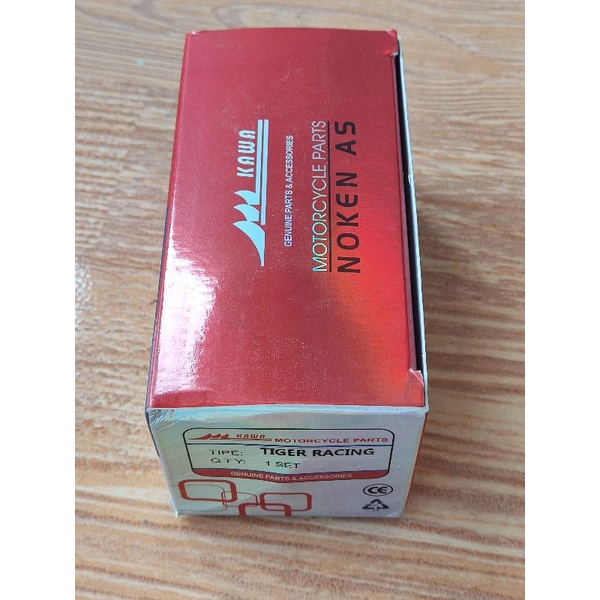 KAWA
GENUINE PARTS & ACCESSORIES
MOTORCYCLE PARTS
NOKEN AS
KAWA MOTORCYCLE PARTS
TIPE: TIGER RACING
Q-TY: 1 SET
GENUINE PARTS & ACCESSORIES
CE